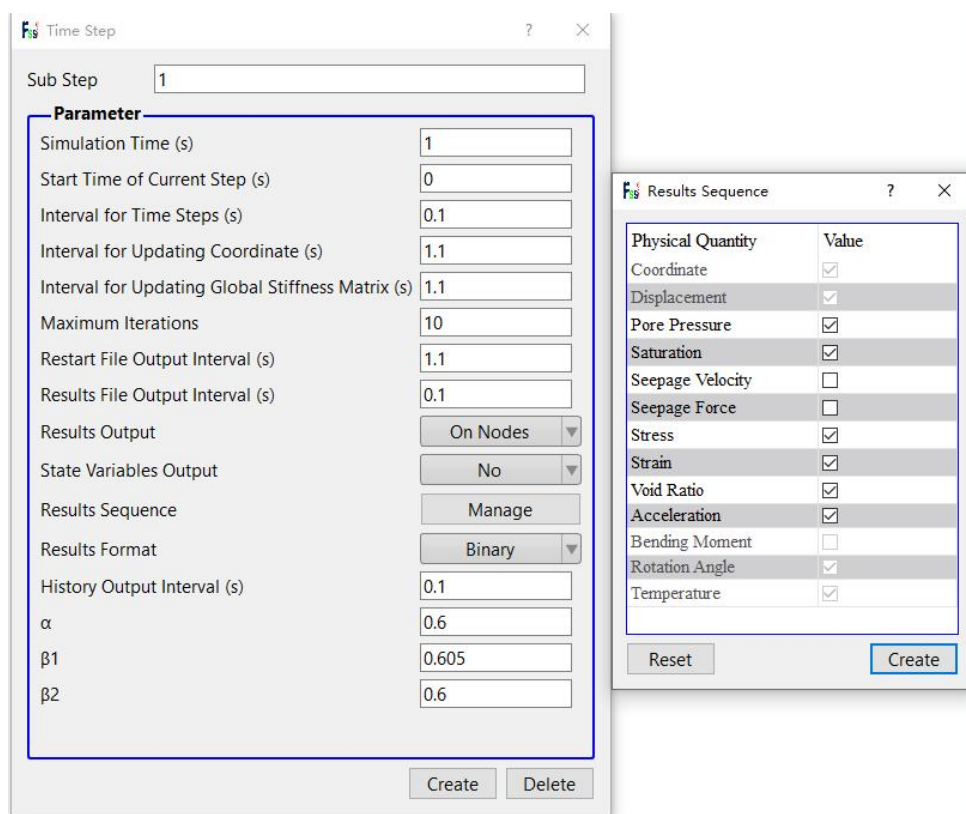 Time Step ? ×
Sub Step 1
Parameter
Simulation Time (s) 1
Start Time of Current Step (s) 0
Interval for Time Steps (s) 0.1
Interval for Updating Coordinate (s) 1.1
Interval for Updating Global Stiffness Matrix (s) 1.1
Maximum Iterations 10
Restart File Output Interval (s) 1.1
Results File Output Interval (s) 0.1
Results Output On Nodes
State Variables Output No
Results Sequence Manage
Results Format Binary
History Output Interval (s) 0.1
α 0.6
β1 0.605
β2 0.6
Create Delete
Results Sequence ? ×
Physical Quantity Value
Coordinate
Displacement
Pore Pressure
Saturation
Seepage Velocity
Seepage Force
Stress
Strain
Void Ratio
Acceleration
Bending Moment
Rotation Angle
Temperature
Reset Create